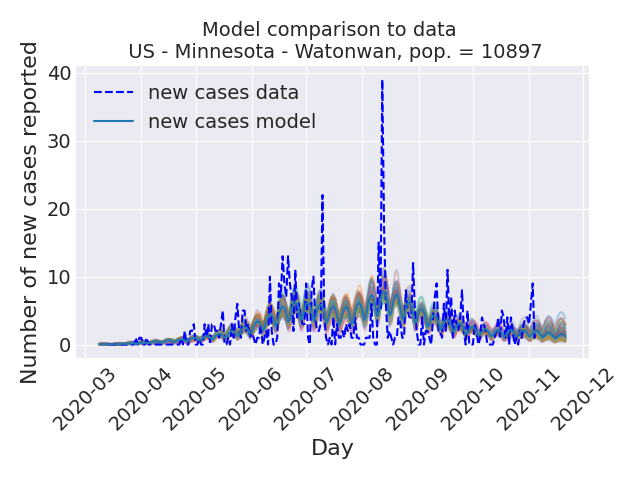 Model comparison to data
US - Minnesota - Watonwan, pop. = 10897
Number of new cases reported
40
30
20
10
0
new cases data
new cases model
2020-03
2020-04
2020-05
2020-06
2020-07
2020-08
2020-09
2020-10
2020-11
2020-12
Day